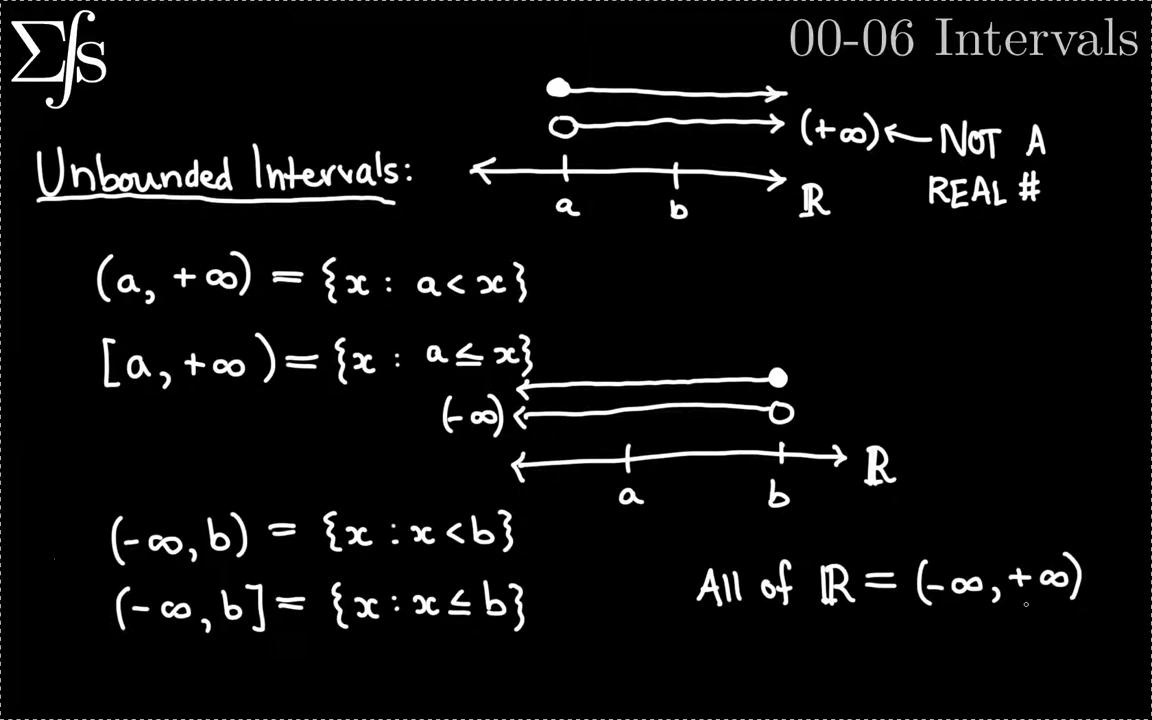 ∑∫s
00-06 Intervals
(+∞) ← NOT A
REAL #
Unbounded Intervals:
a b ℝ
(a, +∞) = {x : a < x}
[a, +∞) = {x : a ≤ x}
(-∞)
a b ℝ
(-∞, b) = {x : x < b}
(-∞, b] = {x : x ≤ b}
All of ℝ = (-∞, +∞)